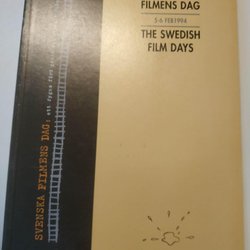 FILMENS DAG
5-6 FEB 1994
THE SWEDISH
FILM DAYS
SVENSKA FILMENS DAG: